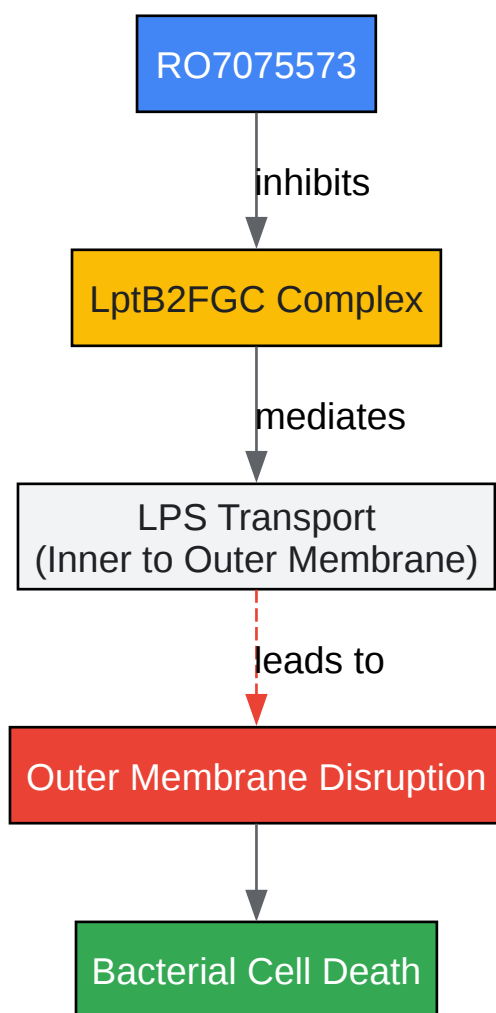 RO7075573
inhibits
LptB2FGC Complex
mediates
LPS Transport
(Inner to Outer Membrane)
leads to
Outer Membrane Disruption
Bacterial Cell Death